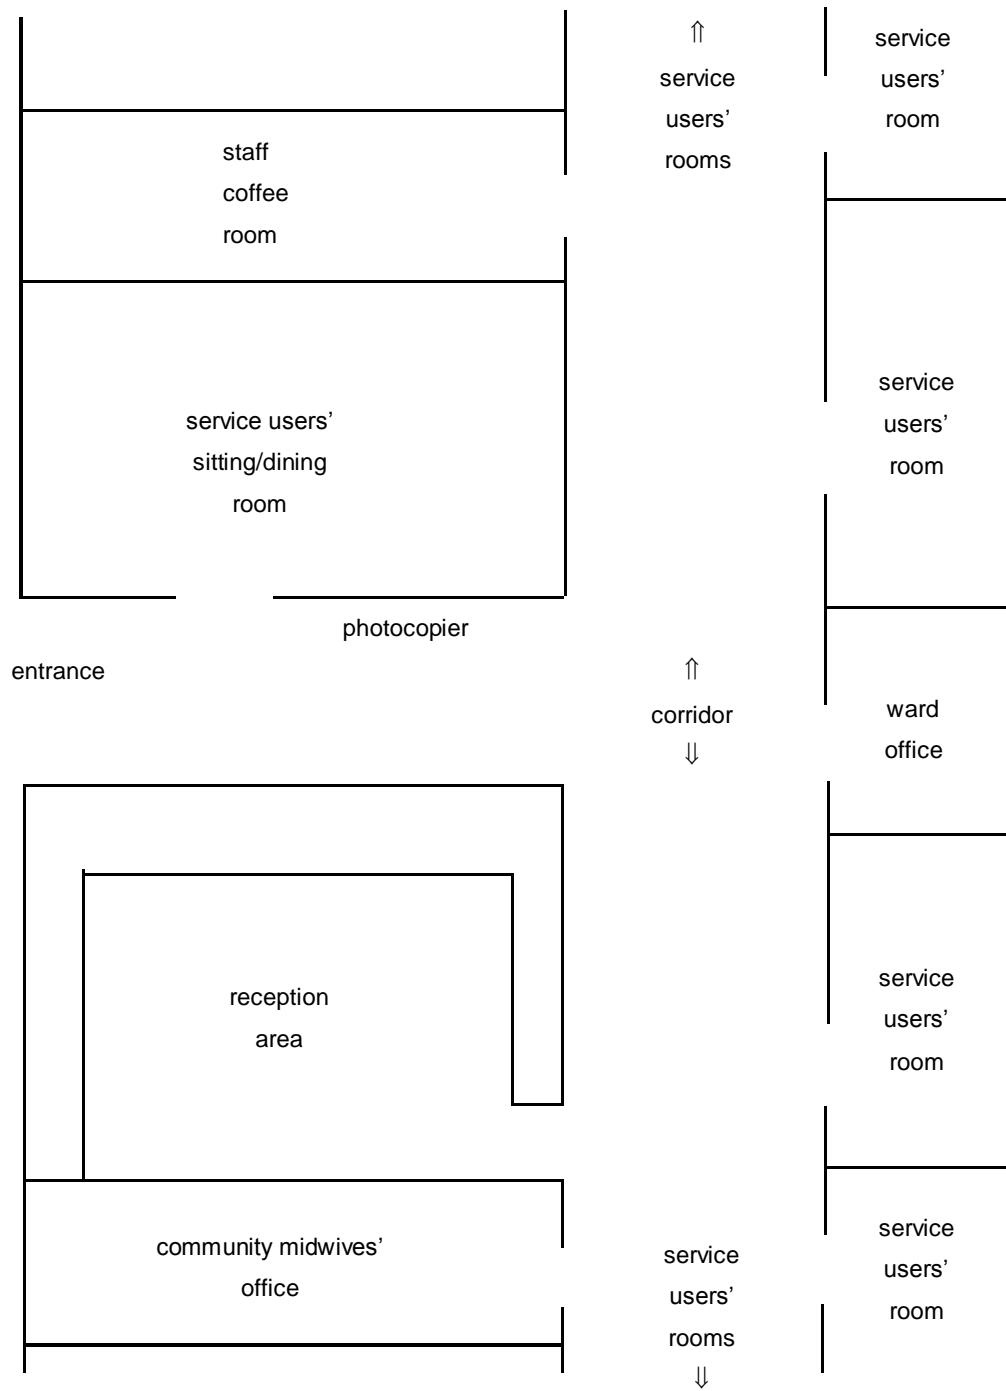 ⇑
service
users’
rooms
service
users’
room
staff
coffee
room
service users’
sitting/dining
room
service
users’
room
photocopier
entrance
⇑
corridor
⇓
ward
office
reception
area
service
users’
room
community midwives’
office
service
users’
rooms
⇓
service
users’
room